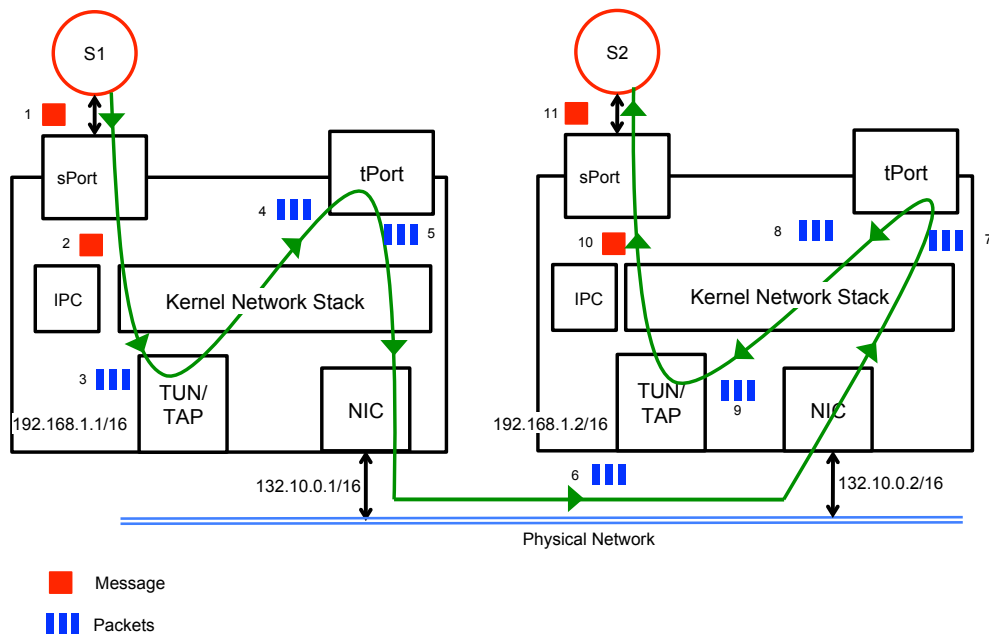 S1
S2
1
11
sPort
tPort
sPort
tPort
4
5
8
7
2
10
IPC
Kernel Network Stack
IPC
Kernel Network Stack
3
TUN/
TAP
NIC
TUN/
TAP
NIC
9
192.168.1.1/16
192.168.1.2/16
6
132.10.0.1/16
132.10.0.2/16
Physical Network
Message
Packets